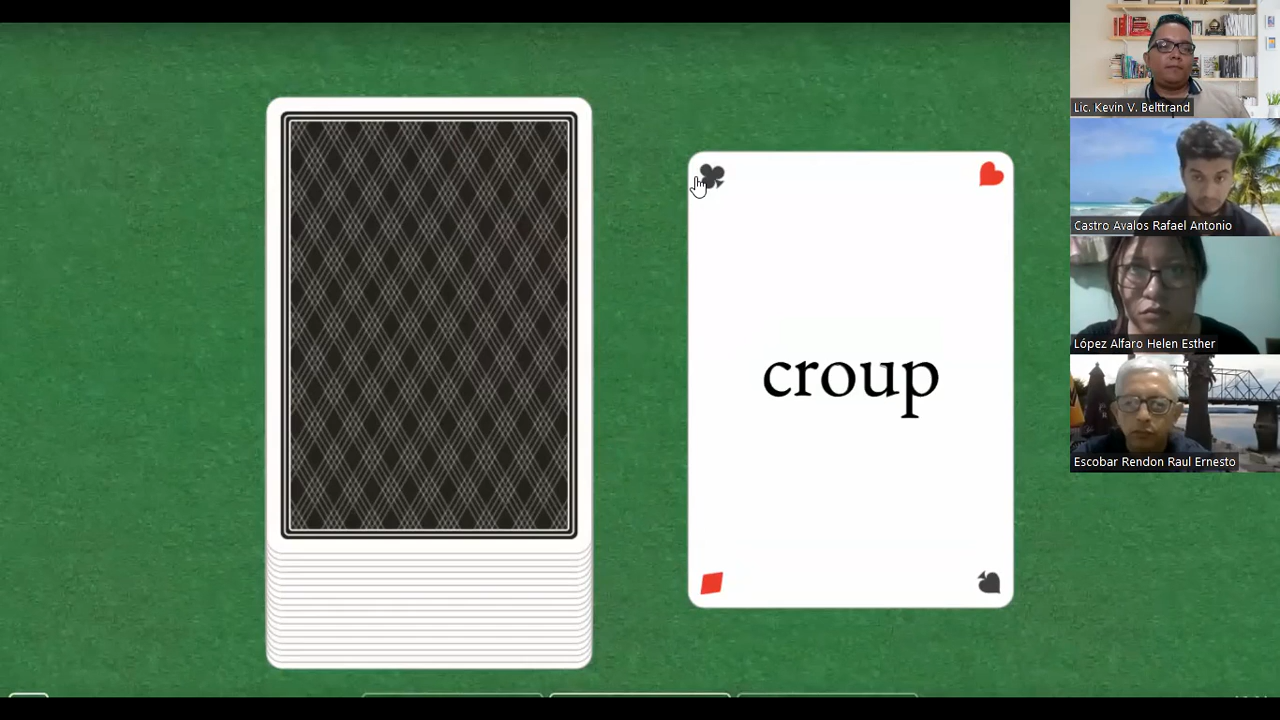 croup
Lic. Kevin V. Belttrand
Castro Avalos Rafael Antonio
López Alfaro Helen Esther
Escobar Rendon Raul Ernesto